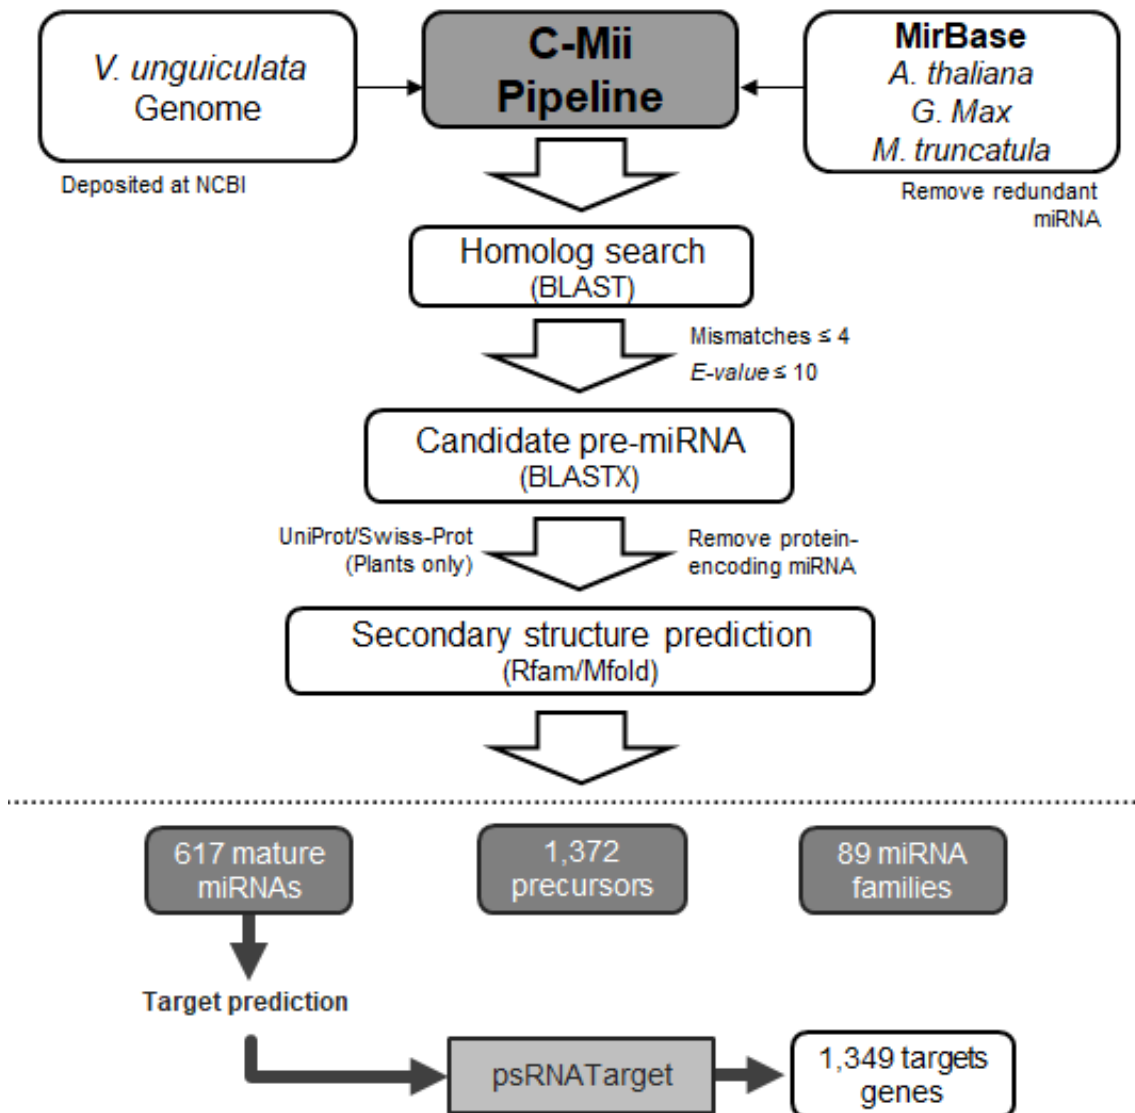 V. unguiculata
Genome
Deposited at NCBI
C-Mii
Pipeline
MirBase
A. thaliana
G. Max
M. truncatula
Remove redundant
miRNA
Homolog search
(BLAST)
Mismatches ≤ 4
E-value ≤ 10
Candidate pre-miRNA
(BLASTX)
UniProt/Swiss-Prot
(Plants only)
Remove protein-
encoding miRNA
Secondary structure prediction
(Rfam/Mfold)
617 mature
miRNAs
1,372
precursors
89 miRNA
families
Target prediction
psRNATarget
1,349 targets
genes